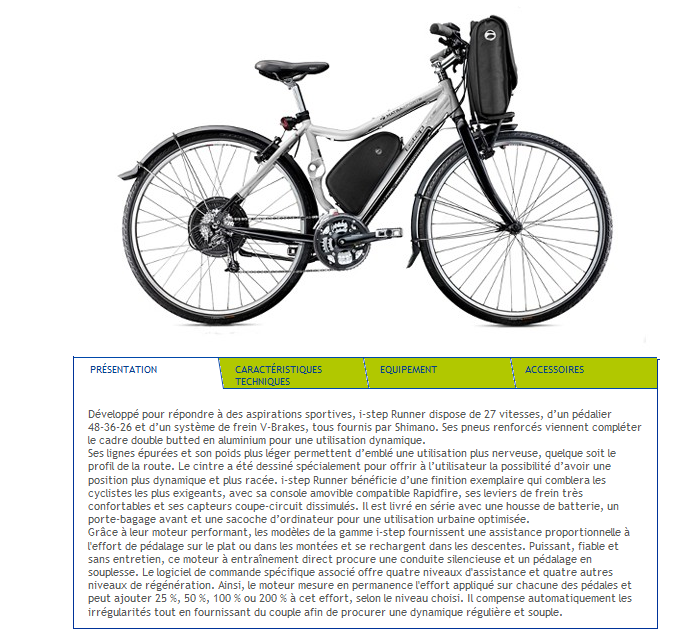 MATRA
PRÉSENTATION
CARACTÉRISTIQUES
TECHNIQUES
EQUIPEMENT
ACCESSOIRES
Développé pour répondre à des aspirations sportives, i-step Runner dispose de 27 vitesses, d’un pédalier
48-36-26 et d’un système de frein V-Brakes, tous fournis par Shimano. Ses pneus renforcés viennent compléter
le cadre double butted en aluminium pour une utilisation dynamique.
Ses lignes épurées et son poids plus léger permettent d’emblé une utilisation plus nerveuse, quelque soit le
profil de la route. Le cintre a été dessiné spécialement pour offrir à l’utilisateur la possibilité d’avoir une
position plus dynamique et plus racée. i-step Runner bénéficie d’une finition exemplaire qui comblera les
cyclistes les plus exigeants, avec sa console amovible compatible Rapidfire, ses leviers de frein très
confortables et ses capteurs coupe-circuit dissimulés. Il est livré en série avec une housse de batterie, un
porte-bagage avant et une sacoche d’ordinateur pour une utilisation urbaine optimisée.
Grâce à leur moteur performant, les modèles de la gamme i-step fournissent une assistance proportionnelle à
l'effort de pédalage sur le plat ou dans les montées et se rechargent dans les descentes. Puissant, fiable et
sans entretien, ce moteur à entraînement direct procure une conduite silencieuse et un pédalage en
souplesse. Le logiciel de commande spécifique associé offre quatre niveaux d'assistance et quatre autres
niveaux de régénération. Ainsi, le moteur mesure en permanence l'effort appliqué sur chacune des pédales et
peut ajouter 25 %, 50 %, 100 % ou 200 % à cet effort, selon le niveau choisi. Il compense automatiquement les
irrégularités tout en fournissant du couple afin de procurer une dynamique régulière et souple.